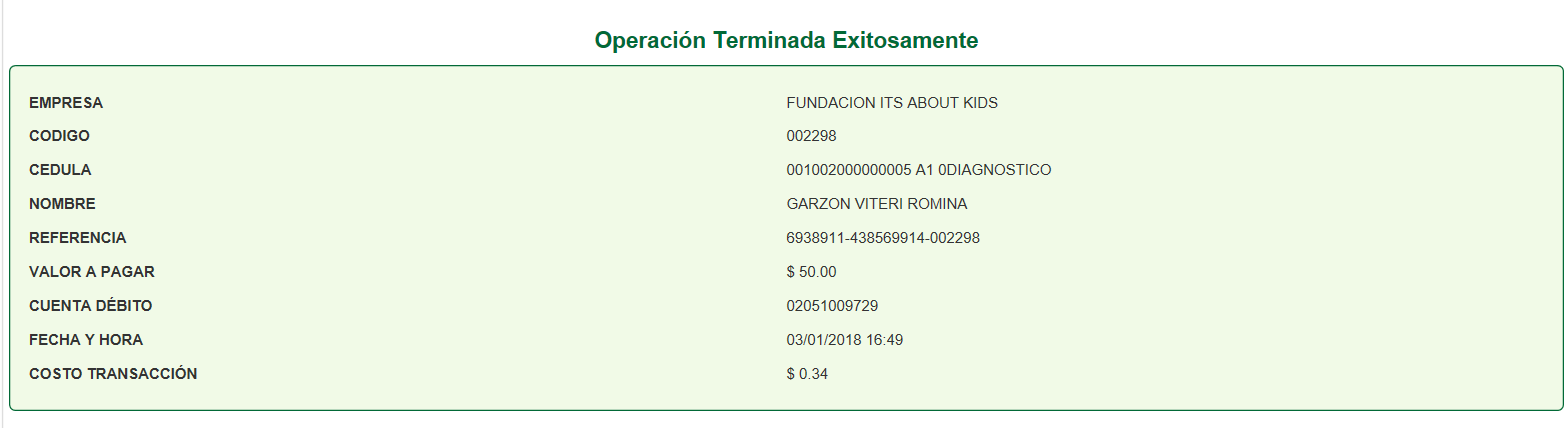 Operación Terminada Exitosamente
EMPRESA FUNDACION ITS ABOUT KIDS
CODIGO 002298
CEDULA 001002000000005 A1 0DIAGNOSTICO
NOMBRE GARZON VITERI ROMINA
REFERENCIA 6938911-438569914-002298
VALOR A PAGAR $ 50.00
CUENTA DÉBITO 02051009729
FECHA Y HORA 03/01/2018 16:49
COSTO TRANSACCIÓN $ 0.34